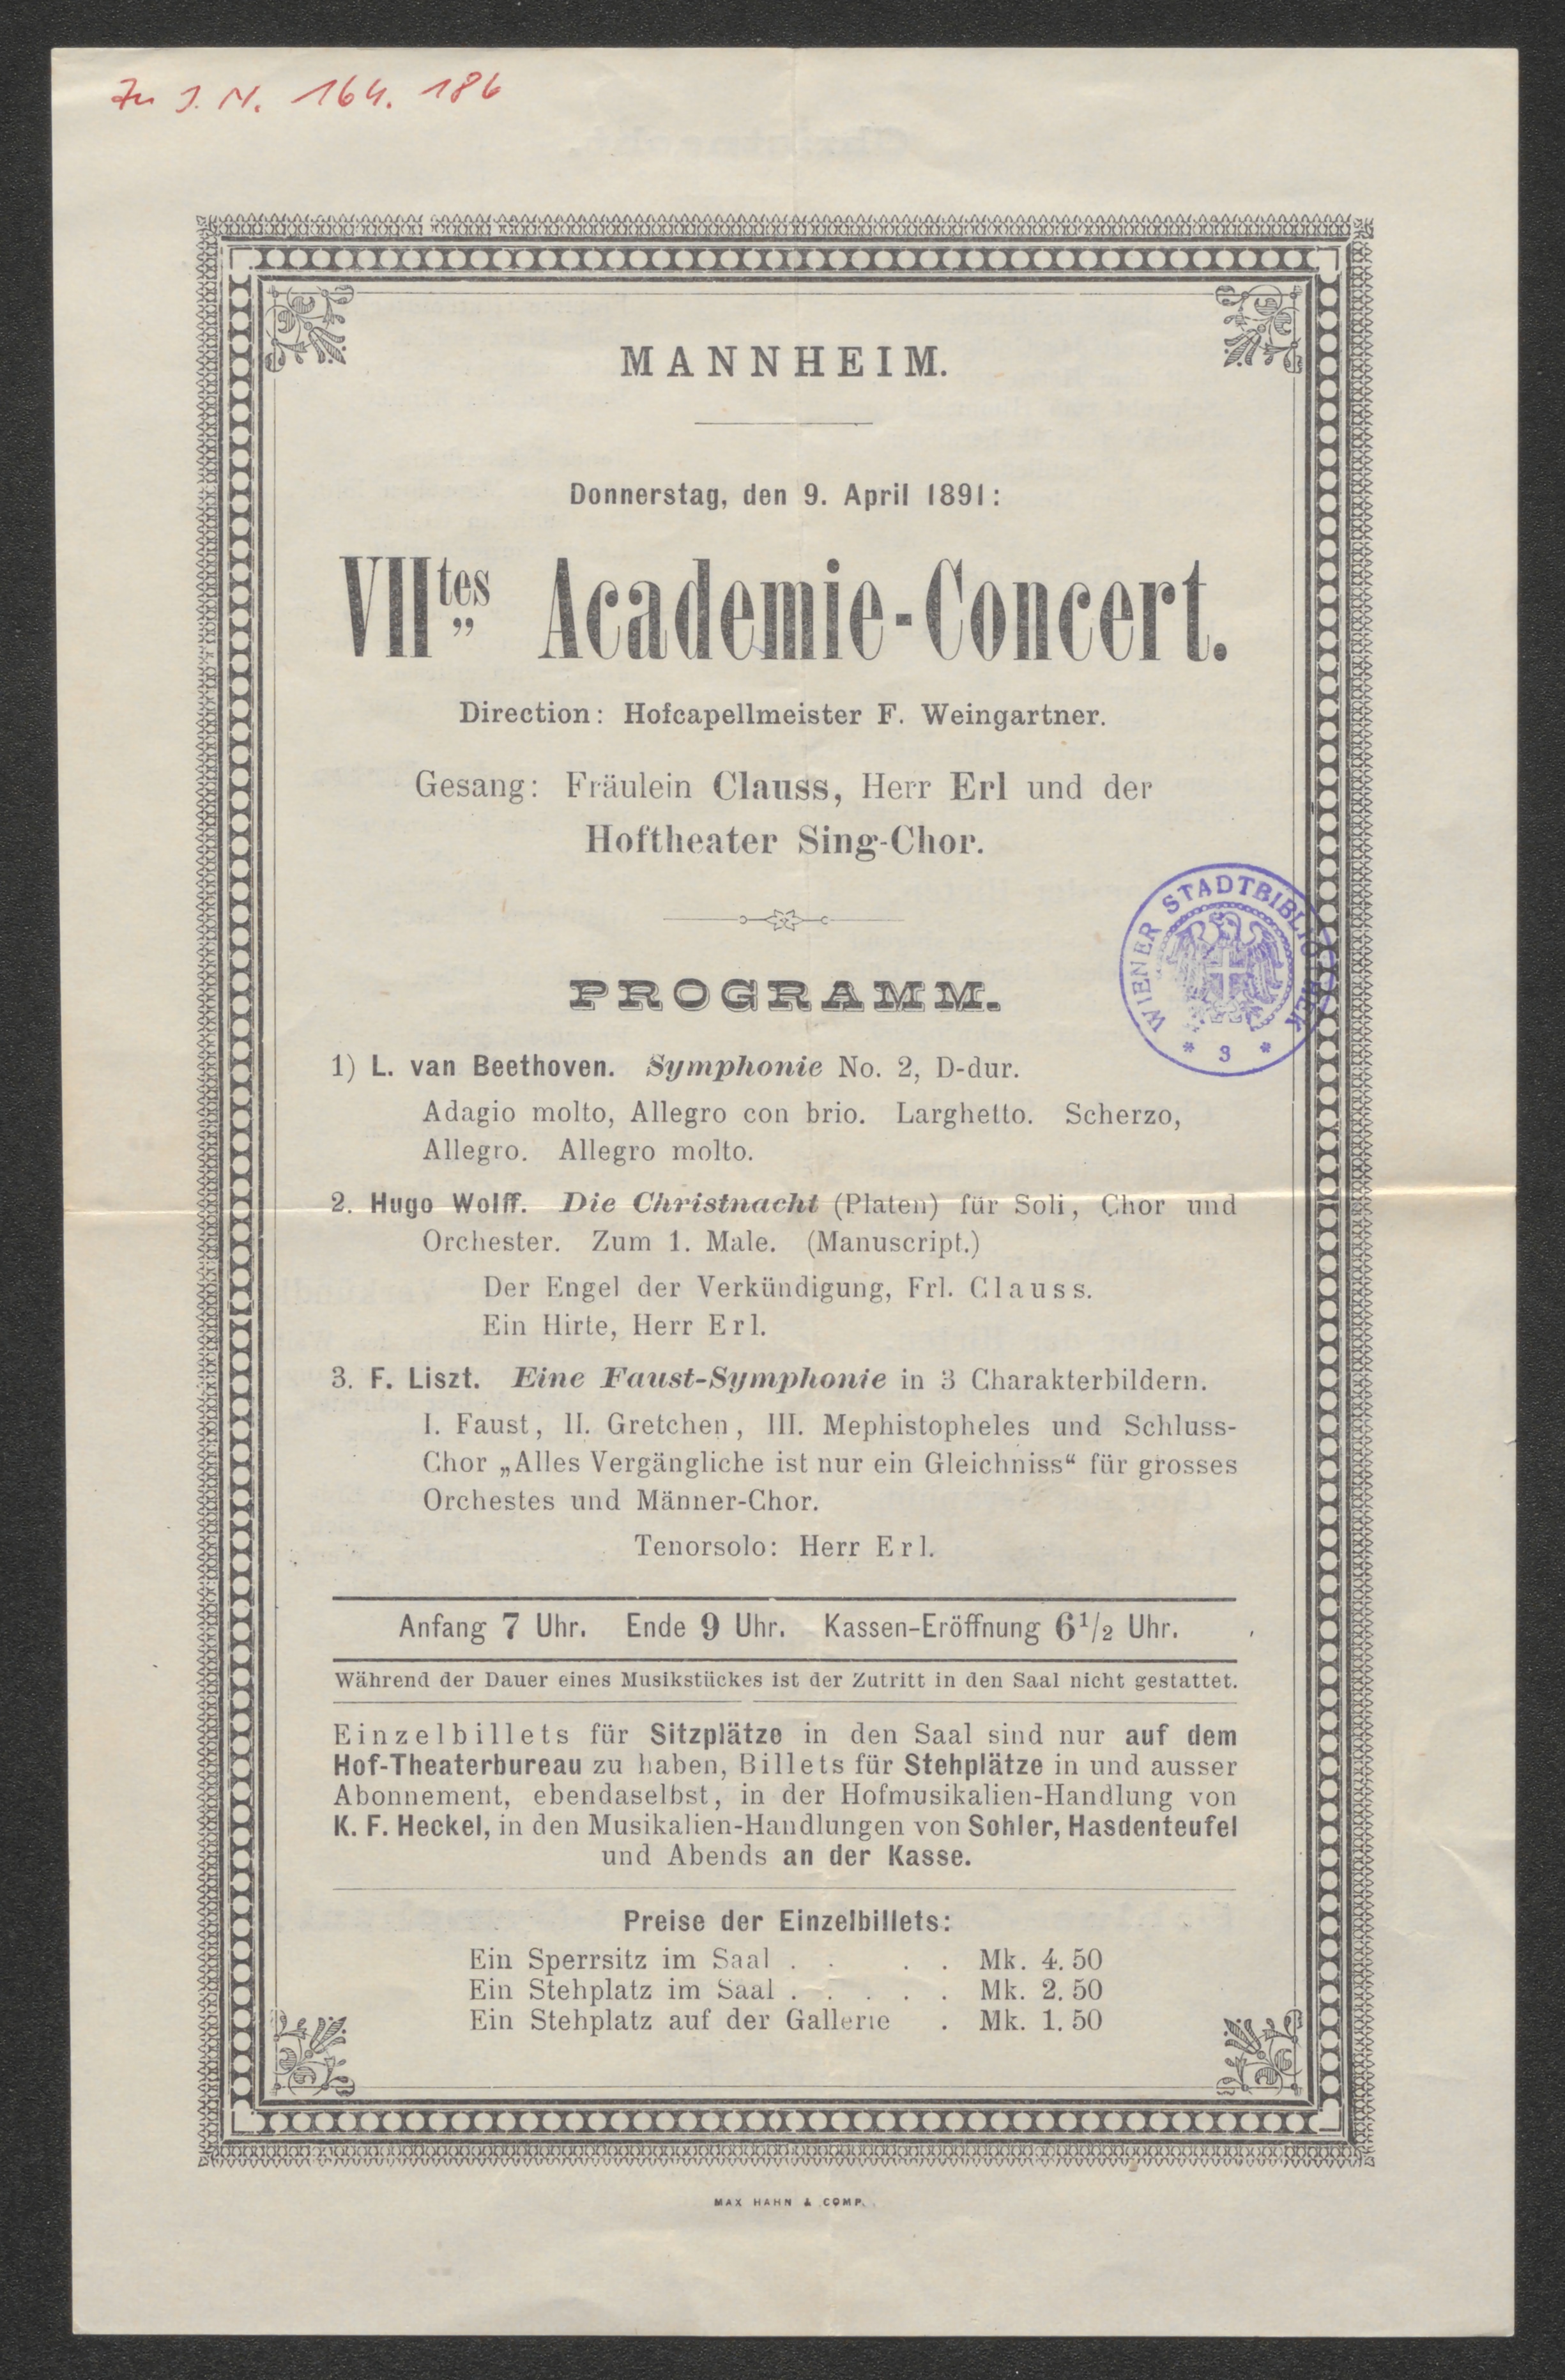 Zu J. N. 164.186
MANNHEIM.
Donnerstag, den 9. April 1891:
VIItes „ Academie-Concert.
Direction: Hofcapellmeister F. Weingartner.
Gesang: Fräulein Clauss, Herr Erl und der
Hoftheater Sing-Chor.
WIENER STADTBIBLIOTHEK
* 3 *
PROGRAMM.
1) L. van Beethoven. Symphonie No. 2, D-dur.
Adagio molto, Allegro con brio. Larghetto. Scherzo,
Allegro. Allegro molto.
2. Hugo Wolff. Die Christnacht (Platen) für Soli, Chor und
Orchester. Zum 1. Male. (Manuscript.)
Der Engel der Verkündigung, Frl. Clauss.
Ein Hirte, Herr Erl.
3. F. Liszt. Eine Faust-Symphonie in 3 Charakterbildern.
I. Faust, II. Gretchen, III. Mephistopheles und Schluss-
Chor „Alles Vergängliche ist nur ein Gleichniss“ für grosses
Orchestes und Männer-Chor.
Tenorsolo: Herr Erl.
Anfang 7 Uhr. Ende 9 Uhr. Kassen-Eröffnung 6 1/2 Uhr.
Während der Dauer eines Musikstückes ist der Zutritt in den Saal nicht gestattet.
Einzelbillets für Sitzplätze in den Saal sind nur auf dem
Hof-Theaterbureau zu haben, Billets für Stehplätze in und ausser
Abonnement, ebendaselbst, in der Hofmusikalien-Handlung von
K. F. Heckel, in den Musikalien-Handlungen von Sohler, Hasdenteufel
und Abends an der Kasse.
Preise der Einzelbillets:
Ein Sperrsitz im Saal . . . . Mk. 4.50
Ein Stehplatz im Saal . . . . . Mk. 2.50
Ein Stehplatz auf der Gallerie . Mk. 1.50
MAX HAHN & COMP.